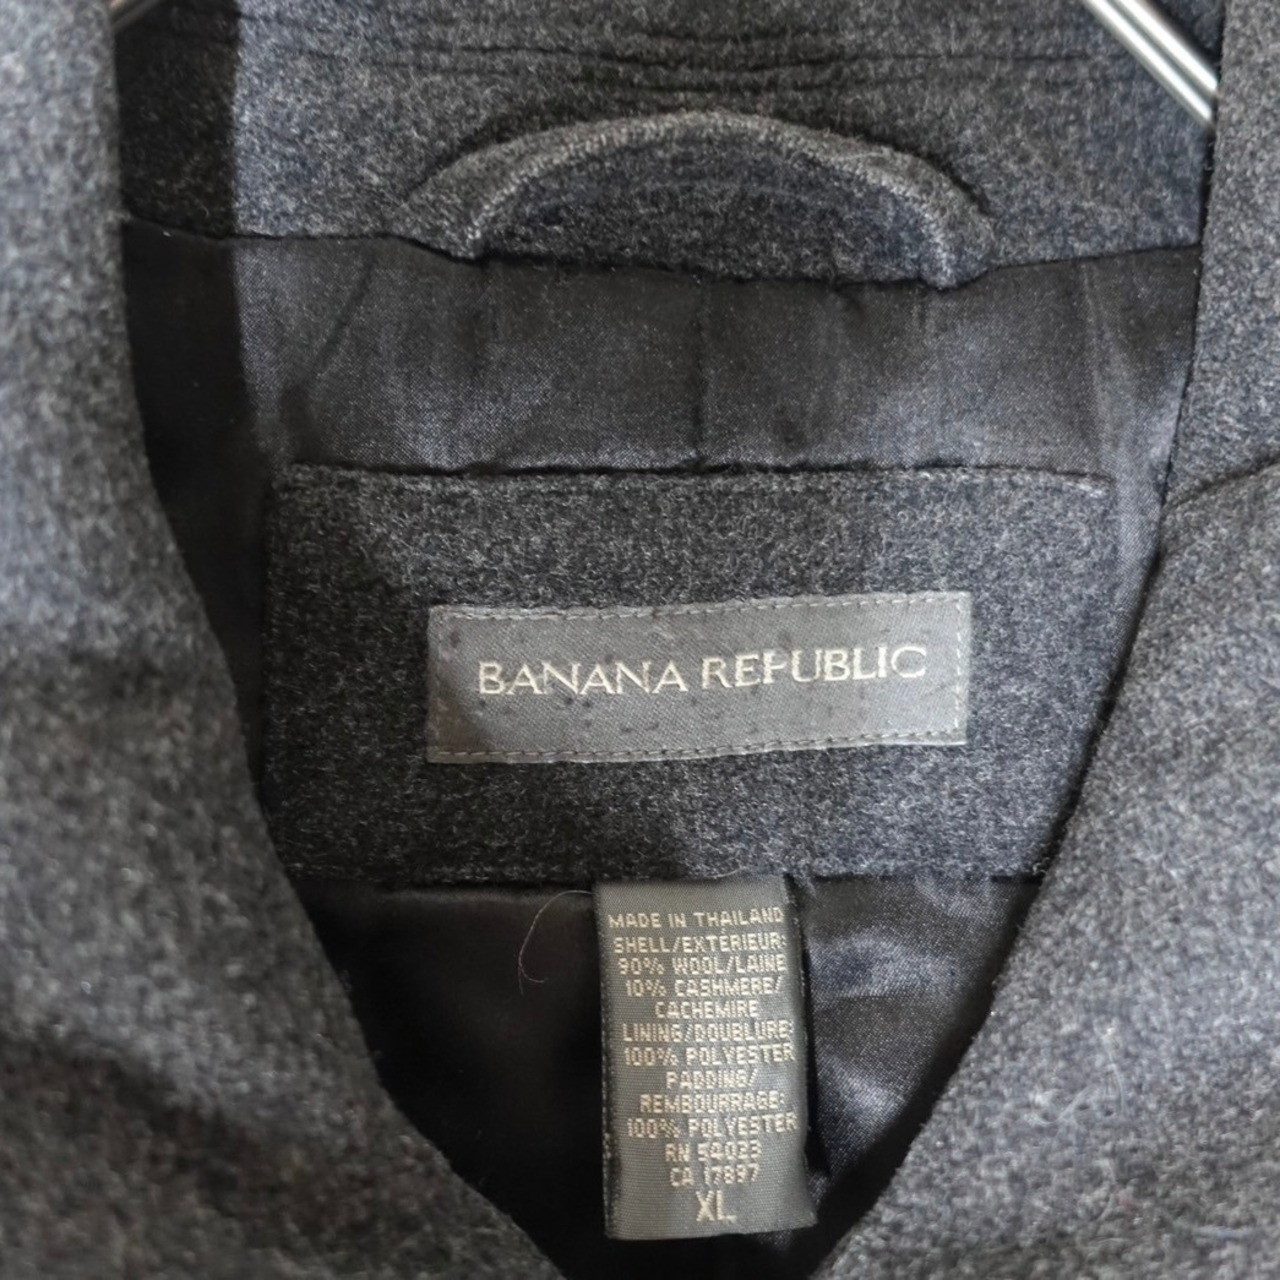 BANANA REPUBLIC
MADE IN THAILAND
SHELL/EXTÉRIEUR:
90% WOOL/LAINE
10% CASHMERE/
CACHEMIRE
LINING/DOUBLURE:
100% POLYESTER
PADDING/
REMBOURRAGE:
100% POLYESTER
RN 54023
CA 17897
XL